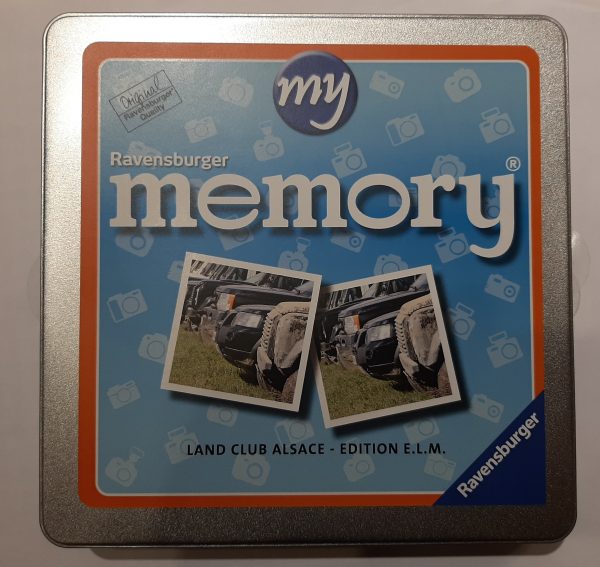 my
Original
Ravensburger
Quality
Ravensburger
memory®
LAND CLUB ALSACE - EDITION E.L.M.
Ravensburger